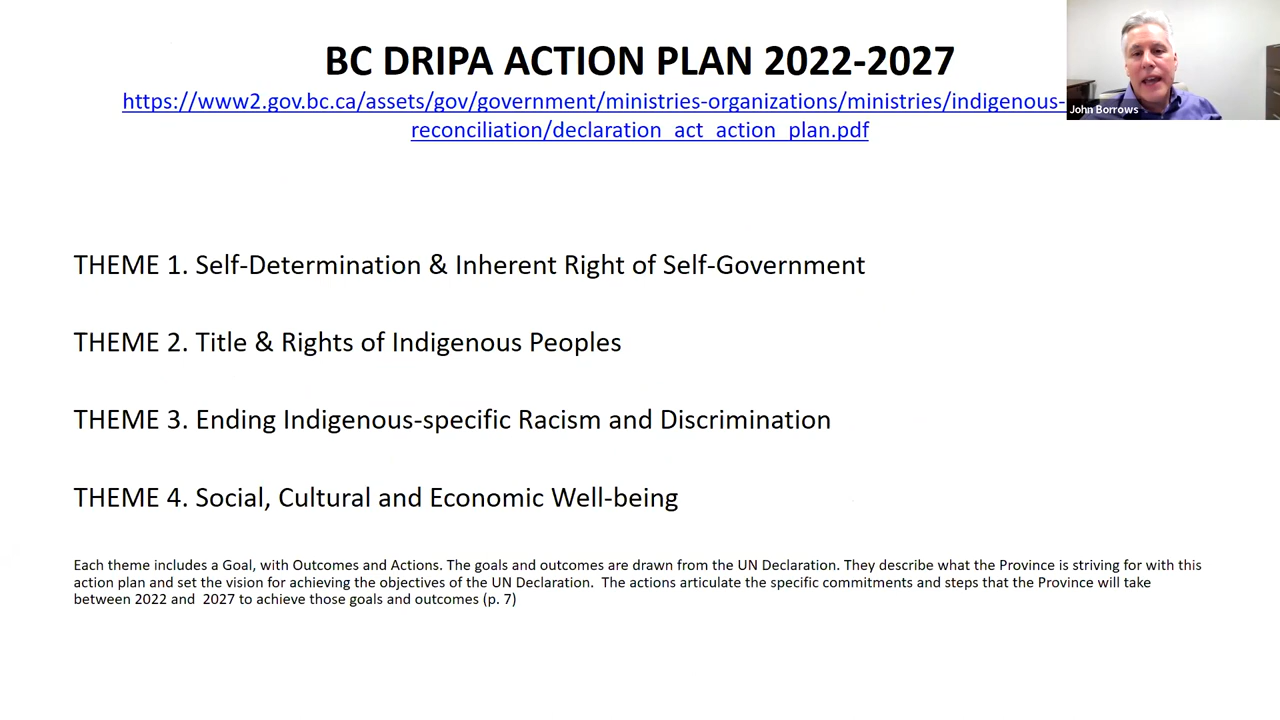 BC DRIPA ACTION PLAN 2022-2027
https://www2.gov.bc.ca/assets/gov/government/ministries-organizations/ministries/indigenous-
reconciliation/declaration_act_action_plan.pdf
John Borrows
THEME 1. Self-Determination & Inherent Right of Self-Government
THEME 2. Title & Rights of Indigenous Peoples
THEME 3. Ending Indigenous-specific Racism and Discrimination
THEME 4. Social, Cultural and Economic Well-being
Each theme includes a Goal, with Outcomes and Actions. The goals and outcomes are drawn from the UN Declaration. They describe what the Province is striving for with this
action plan and set the vision for achieving the objectives of the UN Declaration.  The actions articulate the specific commitments and steps that the Province will take
between 2022 and  2027 to achieve those goals and outcomes (p. 7)